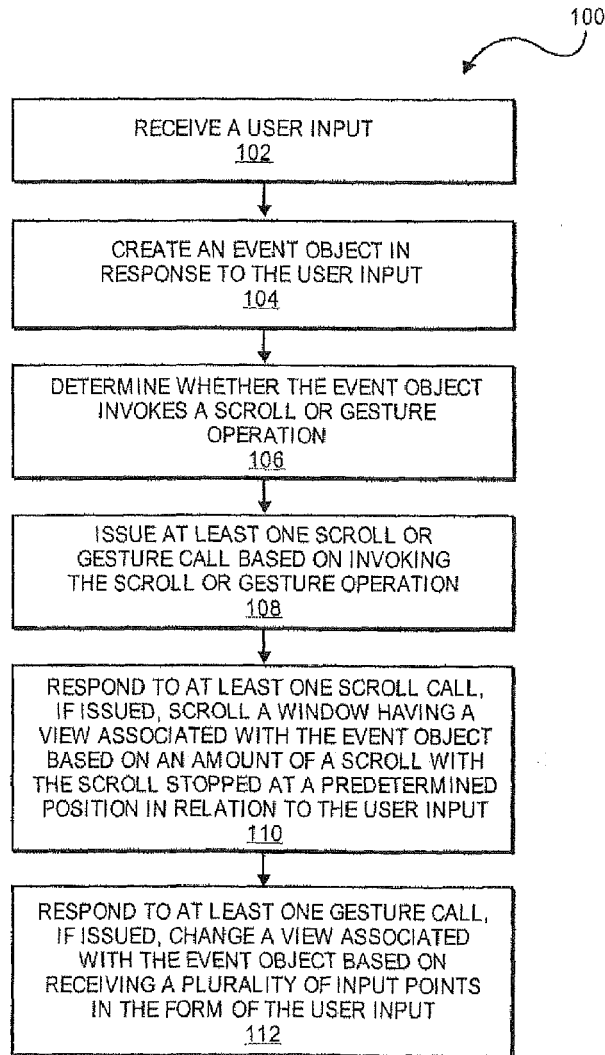 100
RECEIVE A USER INPUT
102
CREATE AN EVENT OBJECT IN
RESPONSE TO THE USER INPUT
104
DETERMINE WHETHER THE EVENT OBJECT
INVOKES A SCROLL OR GESTURE
OPERATION
106
ISSUE AT LEAST ONE SCROLL OR
GESTURE CALL BASED ON INVOKING
THE SCROLL OR GESTURE OPERATION
108
RESPOND TO AT LEAST ONE SCROLL CALL,
IF ISSUED, SCROLL A WINDOW HAVING A
VIEW ASSOCIATED WITH THE EVENT OBJECT
BASED ON AN AMOUNT OF A SCROLL WITH
THE SCROLL STOPPED AT A PREDETERMINED
POSITION IN RELATION TO THE USER INPUT
110
RESPOND TO AT LEAST ONE GESTURE CALL,
IF ISSUED, CHANGE A VIEW ASSOCIATED
WITH THE EVENT OBJECT BASED ON
RECEIVING A PLURALITY OF INPUT POINTS
IN THE FORM OF THE USER INPUT
112